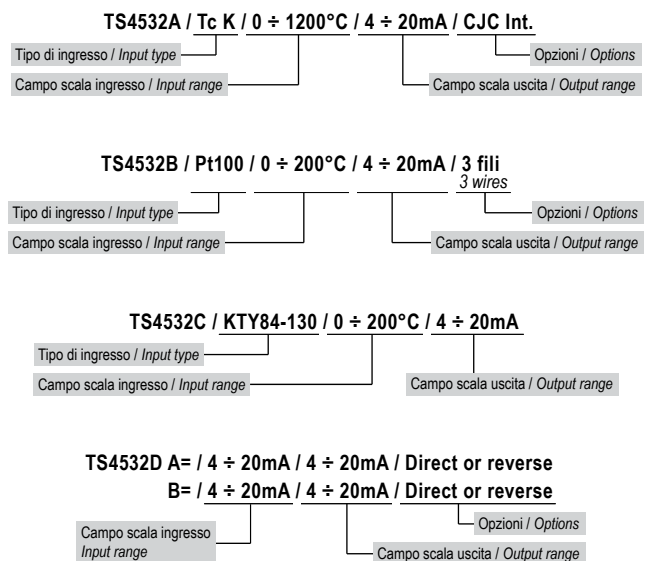 TS4532A / Tc K / 0 ÷ 1200°C / 4 ÷ 20mA / CJC Int.
Tipo di ingresso / Input type
Opzioni / Options
Campo scala ingresso / Input range
Campo scala uscita / Output range
TS4532B / Pt100 / 0 ÷ 200°C / 4 ÷ 20mA / 3 fili
3 wires
Tipo di ingresso / Input type
Opzioni / Options
Campo scala ingresso / Input range
Campo scala uscita / Output range
TS4532C / KTY84-130 / 0 ÷ 200°C / 4 ÷ 20mA
Tipo di ingresso / Input type
Campo scala ingresso / Input range
Campo scala uscita / Output range
TS4532D A= / 4 ÷ 20mA / 4 ÷ 20mA / Direct or reverse
B= / 4 ÷ 20mA / 4 ÷ 20mA / Direct or reverse
Opzioni / Options
Campo scala ingresso
Input range
Campo scala uscita / Output range